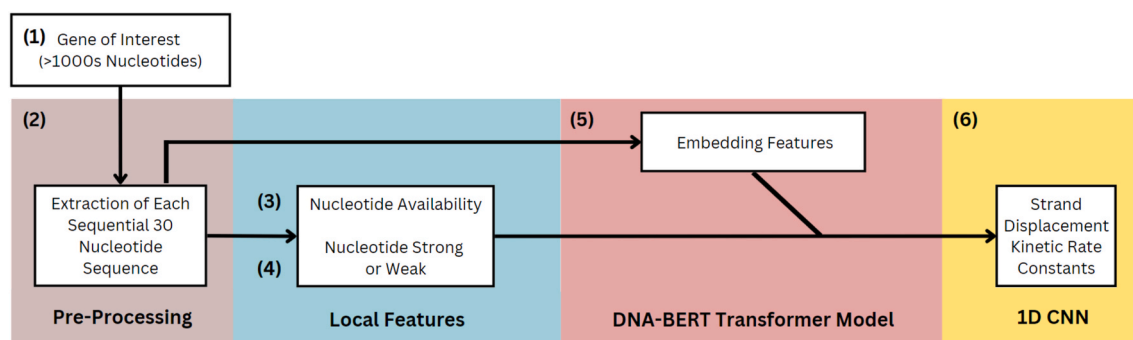 (1) Gene of Interest
(>1000s Nucleotides)
(2)
Extraction of Each
Sequential 30
Nucleotide
Sequence
Pre-Processing
(3) Nucleotide Availability
(4) Nucleotide Strong
or Weak
Local Features
(5)
Embedding Features
DNA-BERT Transformer Model
(6)
Strand
Displacement
Kinetic Rate
Constants
1D CNN